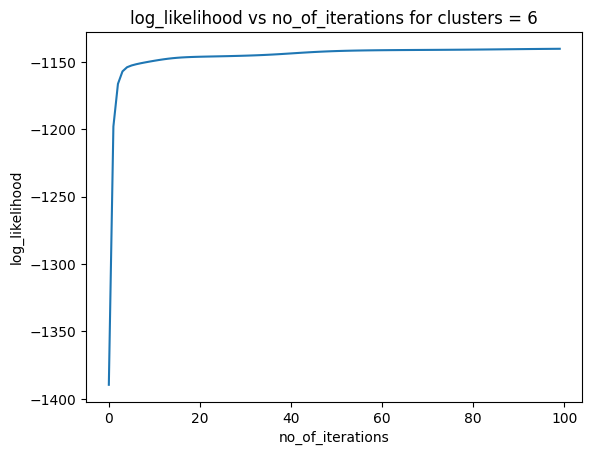 log_likelihood vs no_of_iterations for clusters = 6
−1150
−1200
−1250
−1300
−1350
−1400
log_likelihood
0 20 40 60 80 100
no_of_iterations